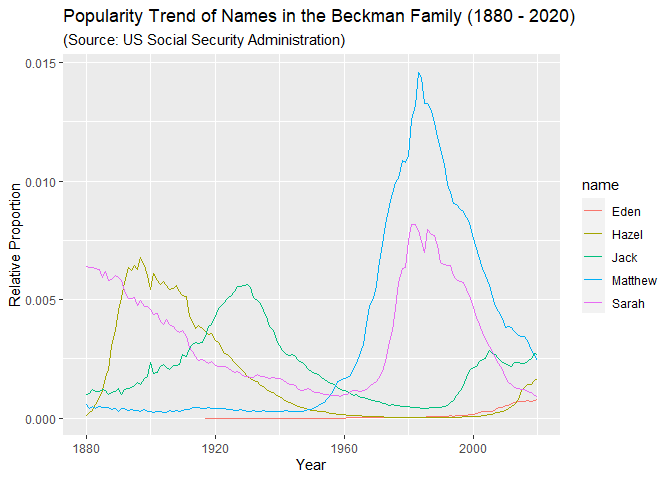 Popularity Trend of Names in the Beckman Family (1880 - 2020)
(Source: US Social Security Administration)
0.015
0.010
0.005
0.000
Relative Proportion
1880 1920 1960 2000
Year
name
Eden
Hazel
Jack
Matthew
Sarah